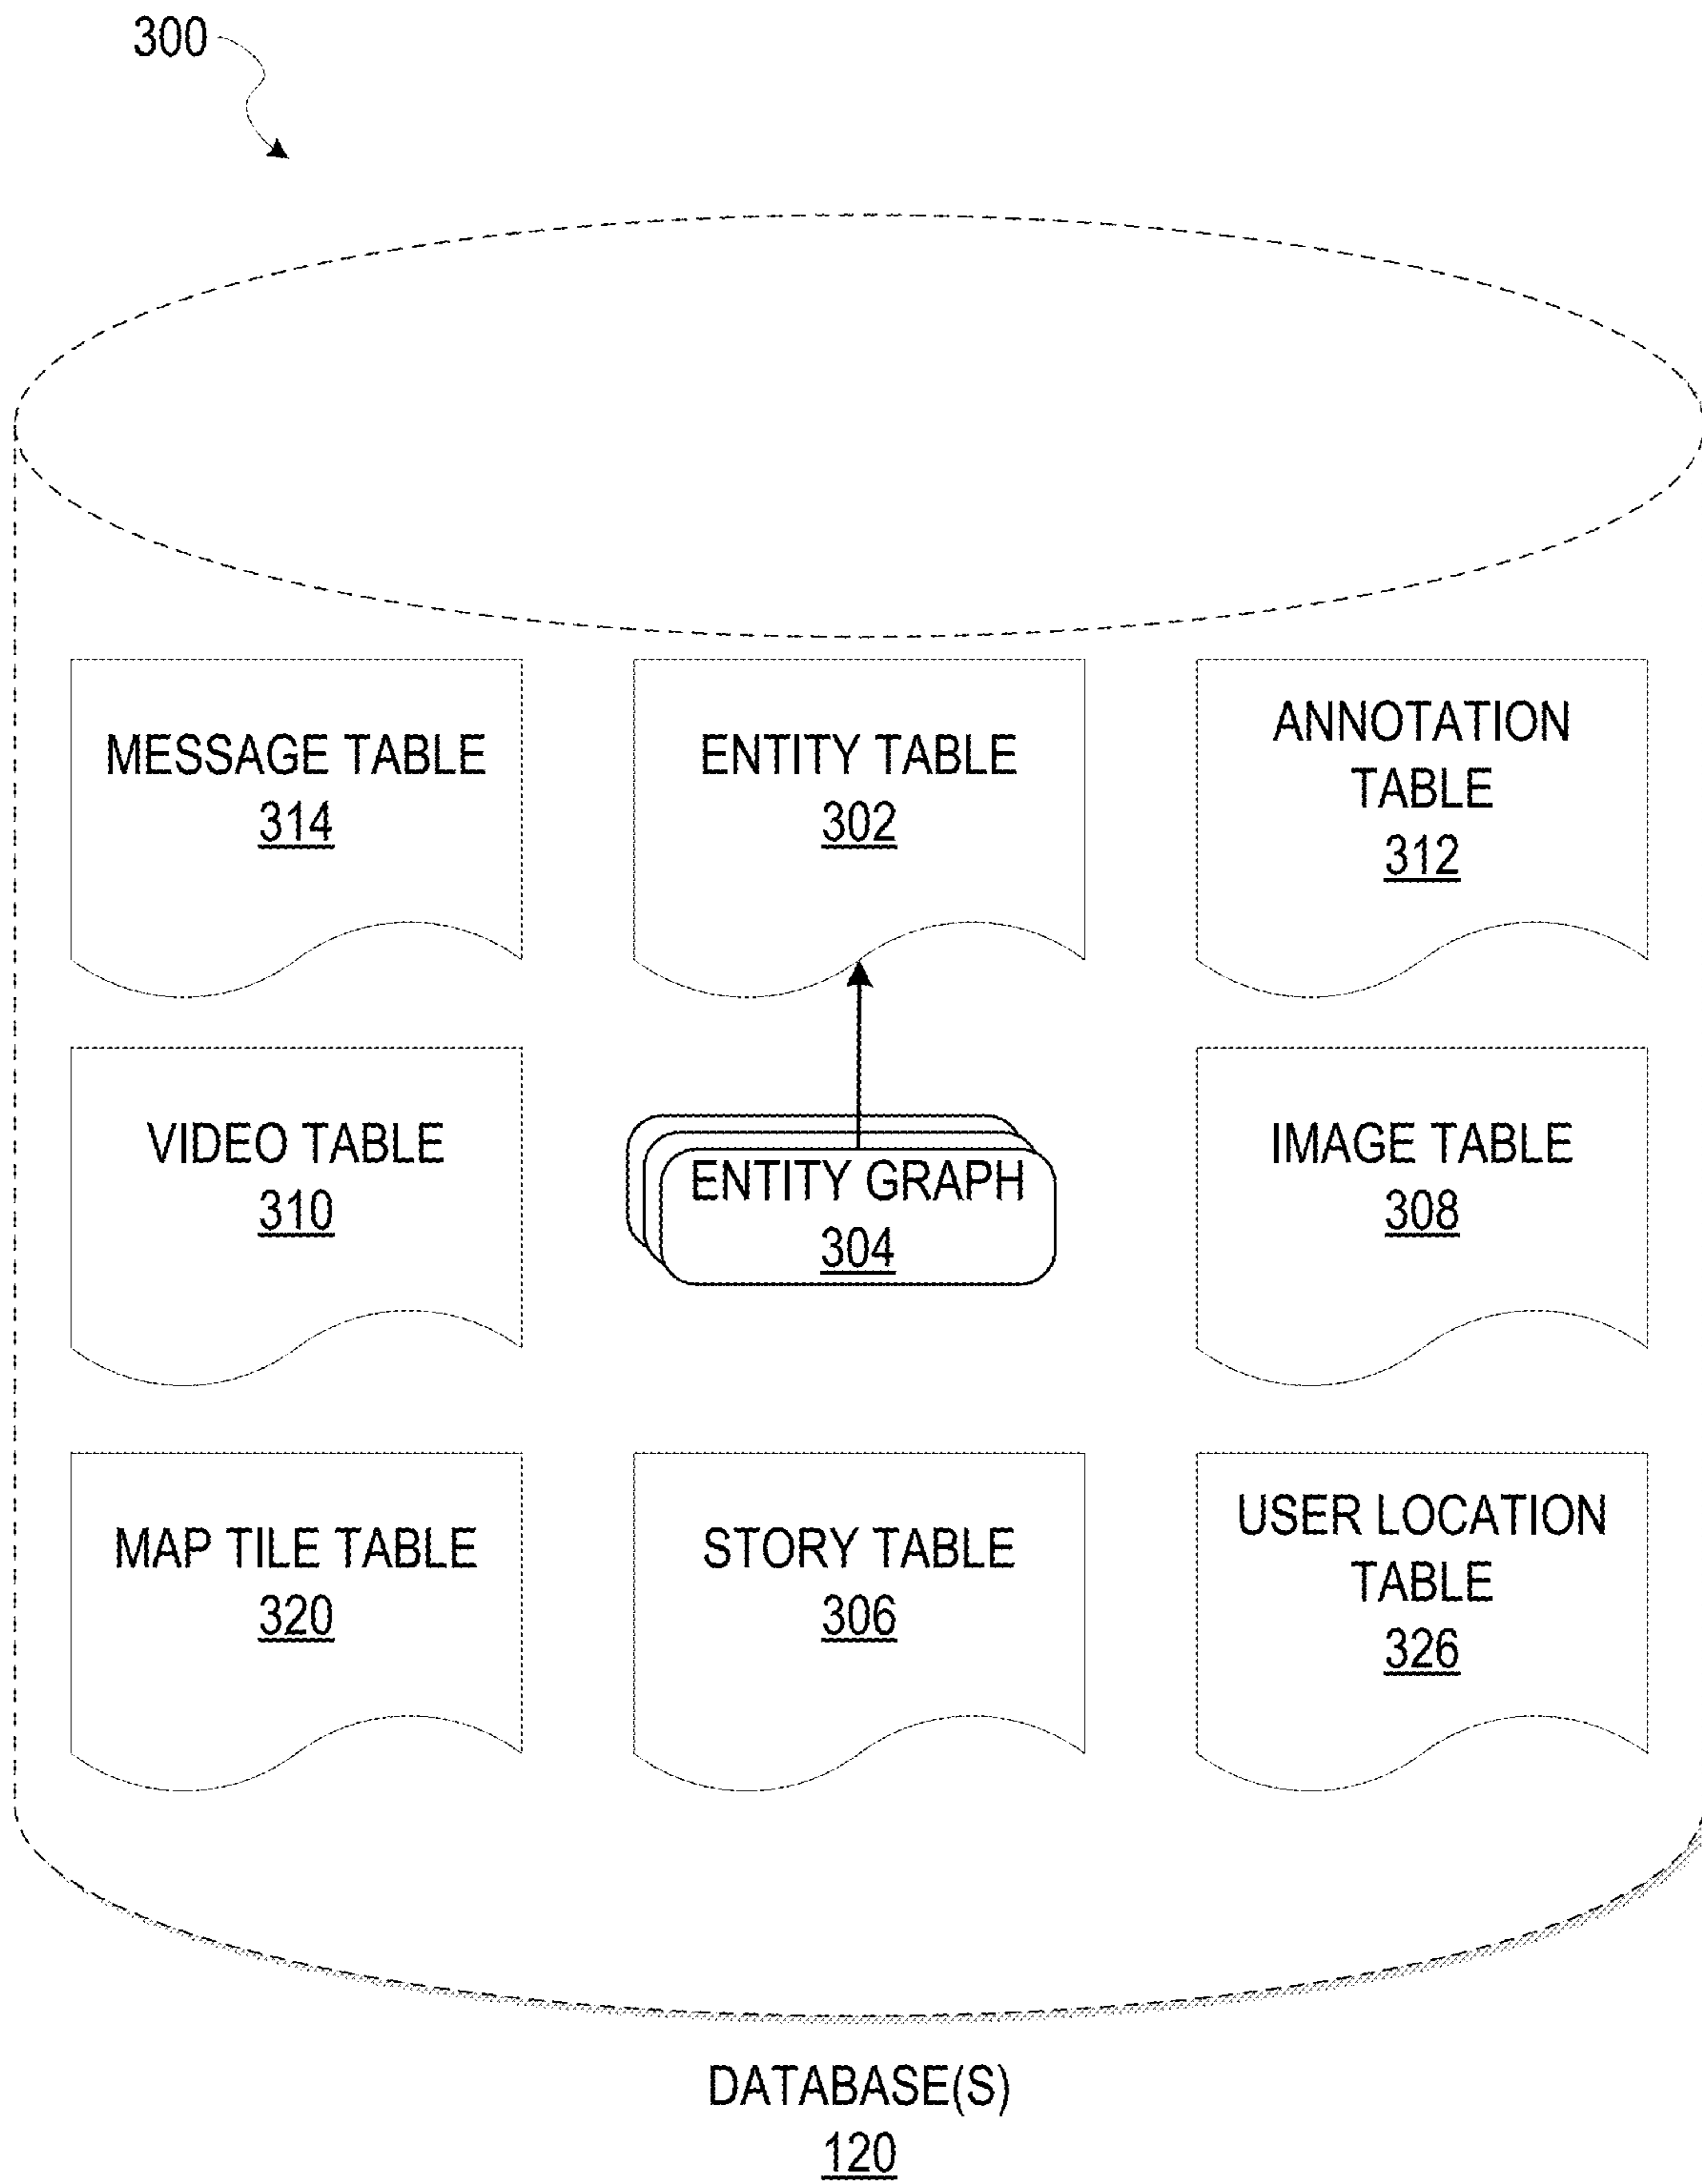 300
MESSAGE TABLE
314
ENTITY TABLE
302
ANNOTATION
TABLE
312
VIDEO TABLE
310
ENTITY GRAPH
304
IMAGE TABLE
308
MAP TILE TABLE
320
STORY TABLE
306
USER LOCATION
TABLE
326
DATABASE(S)
120